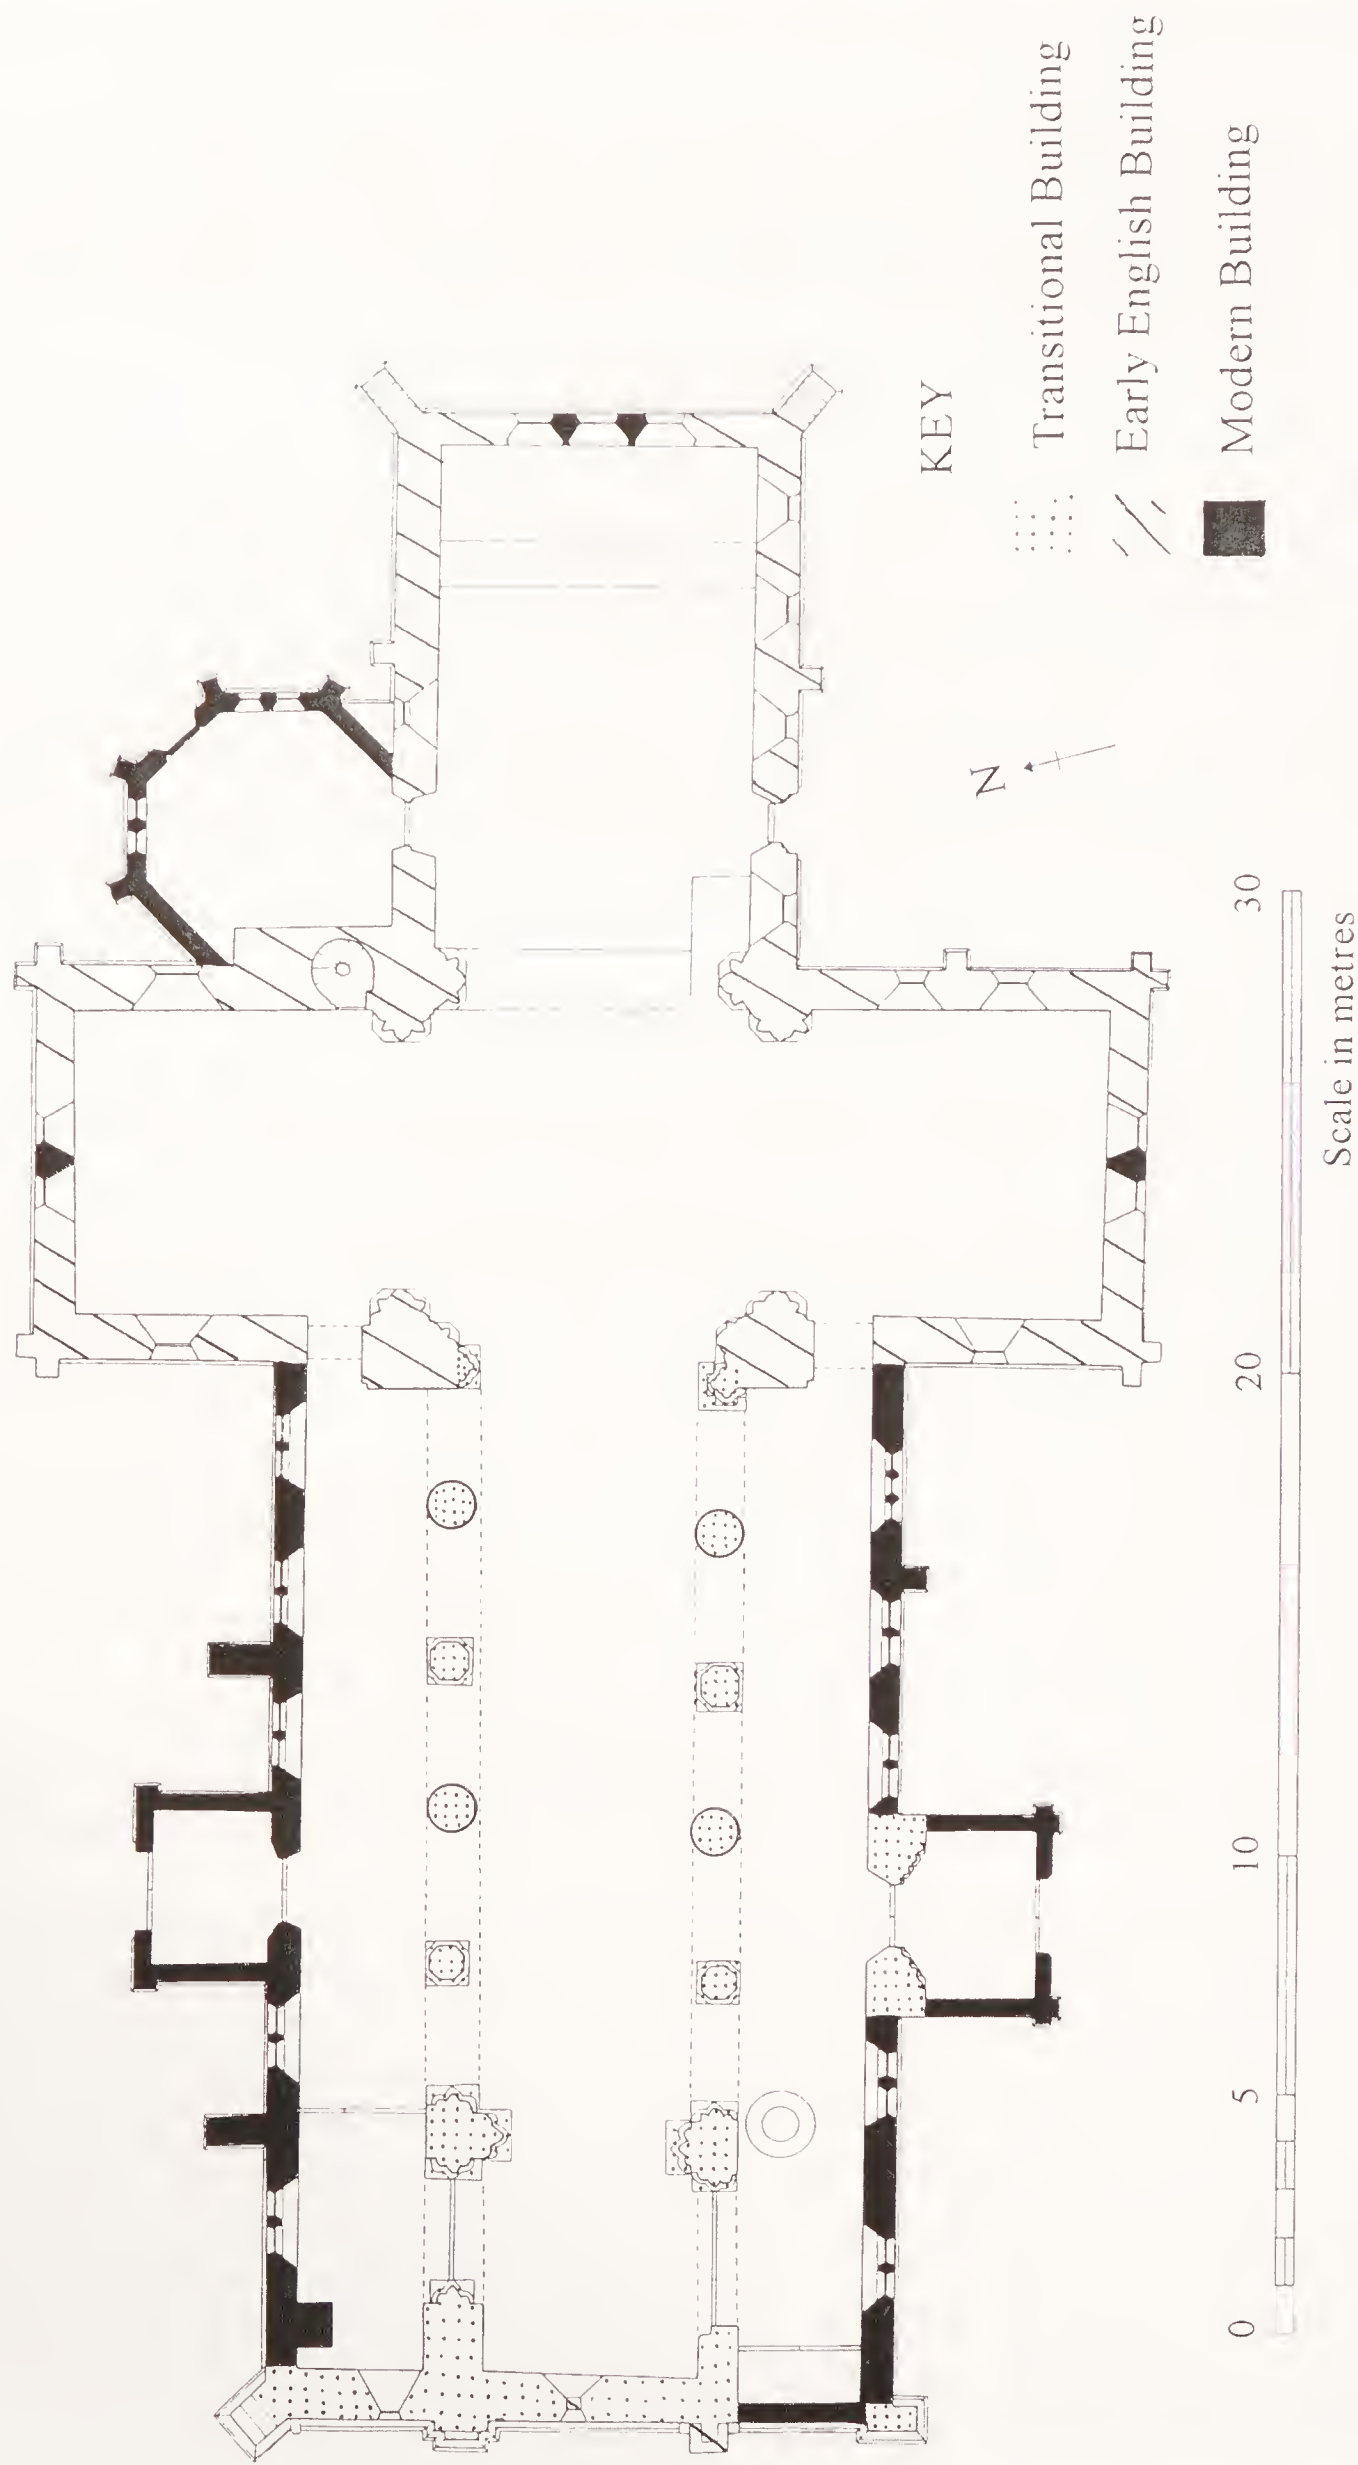 KEY
Transitional Building
Early English Building
Modern Building
N
0 5 10 20 30
Scale in metres